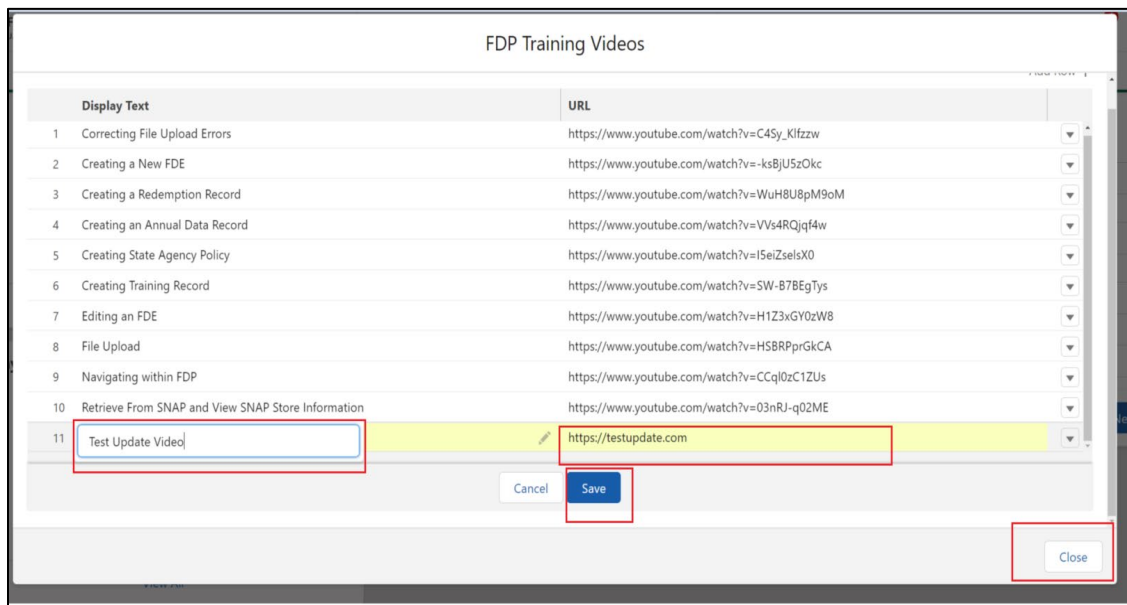 FDP Training Videos
Display Text URL
1 Correcting File Upload Errors https://www.youtube.com/watch?v=C4Sy_Klfzzw
2 Creating a New FDE https://www.youtube.com/watch?v=-ksBjU5zOkc
3 Creating a Redemption Record https://www.youtube.com/watch?v=WuH8U8pM9oM
4 Creating an Annual Data Record https://www.youtube.com/watch?v=VVs4RQjqf4w
5 Creating State Agency Policy https://www.youtube.com/watch?v=I5eiZselsX0
6 Creating Training Record https://www.youtube.com/watch?v=SW-B7BEgTys
7 Editing an FDE https://www.youtube.com/watch?v=H1Z3xGY0zW8
8 File Upload https://www.youtube.com/watch?v=HSBRPprGkCA
9 Navigating within FDP https://www.youtube.com/watch?v=CCql0zC1ZUs
10 Retrieve From SNAP and View SNAP Store Information https://www.youtube.com/watch?v=03nRJ-q02ME
11 Test Update Video https://testupdate.com
Cancel Save
Close
View All